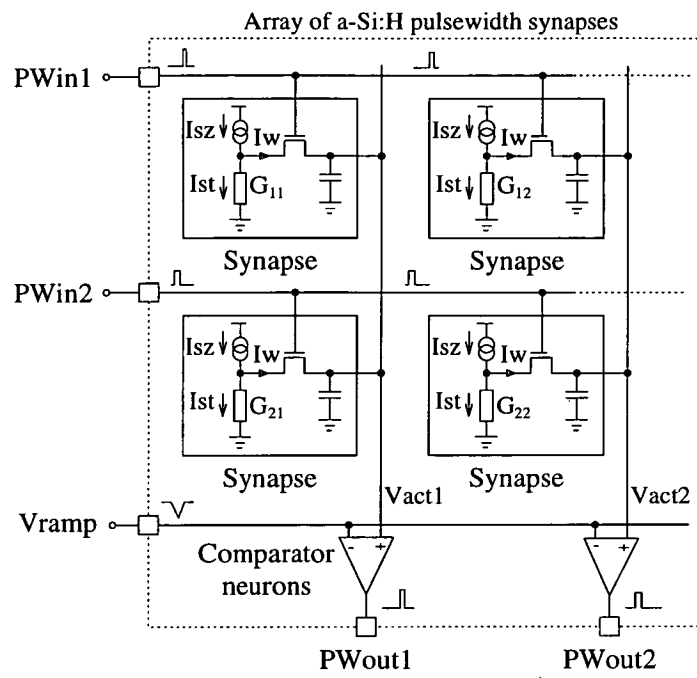 Array of a-Si:H pulsewidth synapses
PWin1
Isz Iw
Ist G11
Synapse
Isz Iw
Ist G12
Synapse
PWin2
Isz Iw
Ist G21
Synapse
Isz Iw
Ist G22
Synapse
Vact1
Vact2
Vramp
- +
- +
Comparator
neurons
PWout1
PWout2